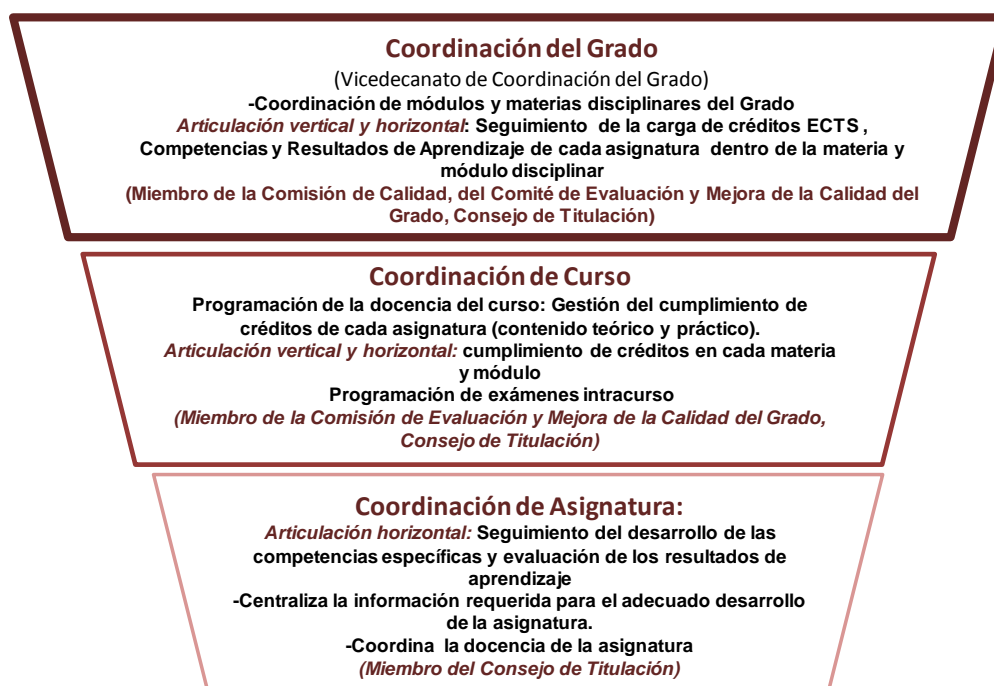 Coordinación del Grado
(Vicedecanato de Coordinación del Grado)
-Coordinación de módulos y materias disciplinares del Grado
Articulación vertical y horizontal: Seguimiento de la carga de créditos ECTS ,
Competencias y Resultados de Aprendizaje de cada asignatura dentro de la materia y
módulo disciplinar
(Miembro de la Comisión de Calidad, del Comité de Evaluación y Mejora de la Calidad del
Grado, Consejo de Titulación)
Coordinación de Curso
Programación de la docencia del curso: Gestión del cumplimiento de
créditos de cada asignatura (contenido teórico y práctico).
Articulación vertical y horizontal: cumplimiento de créditos en cada materia
y módulo
Programación de exámenes intracurso
(Miembro de la Comisión de Evaluación y Mejora de la Calidad del Grado,
Consejo de Titulación)
Coordinación de Asignatura:
Articulación horizontal: Seguimiento del desarrollo de las
competencias específicas y evaluación de los resultados de
aprendizaje
-Centraliza la información requerida para el adecuado desarrollo
de la asignatura.
-Coordina la docencia de la asignatura
(Miembro del Consejo de Titulación)